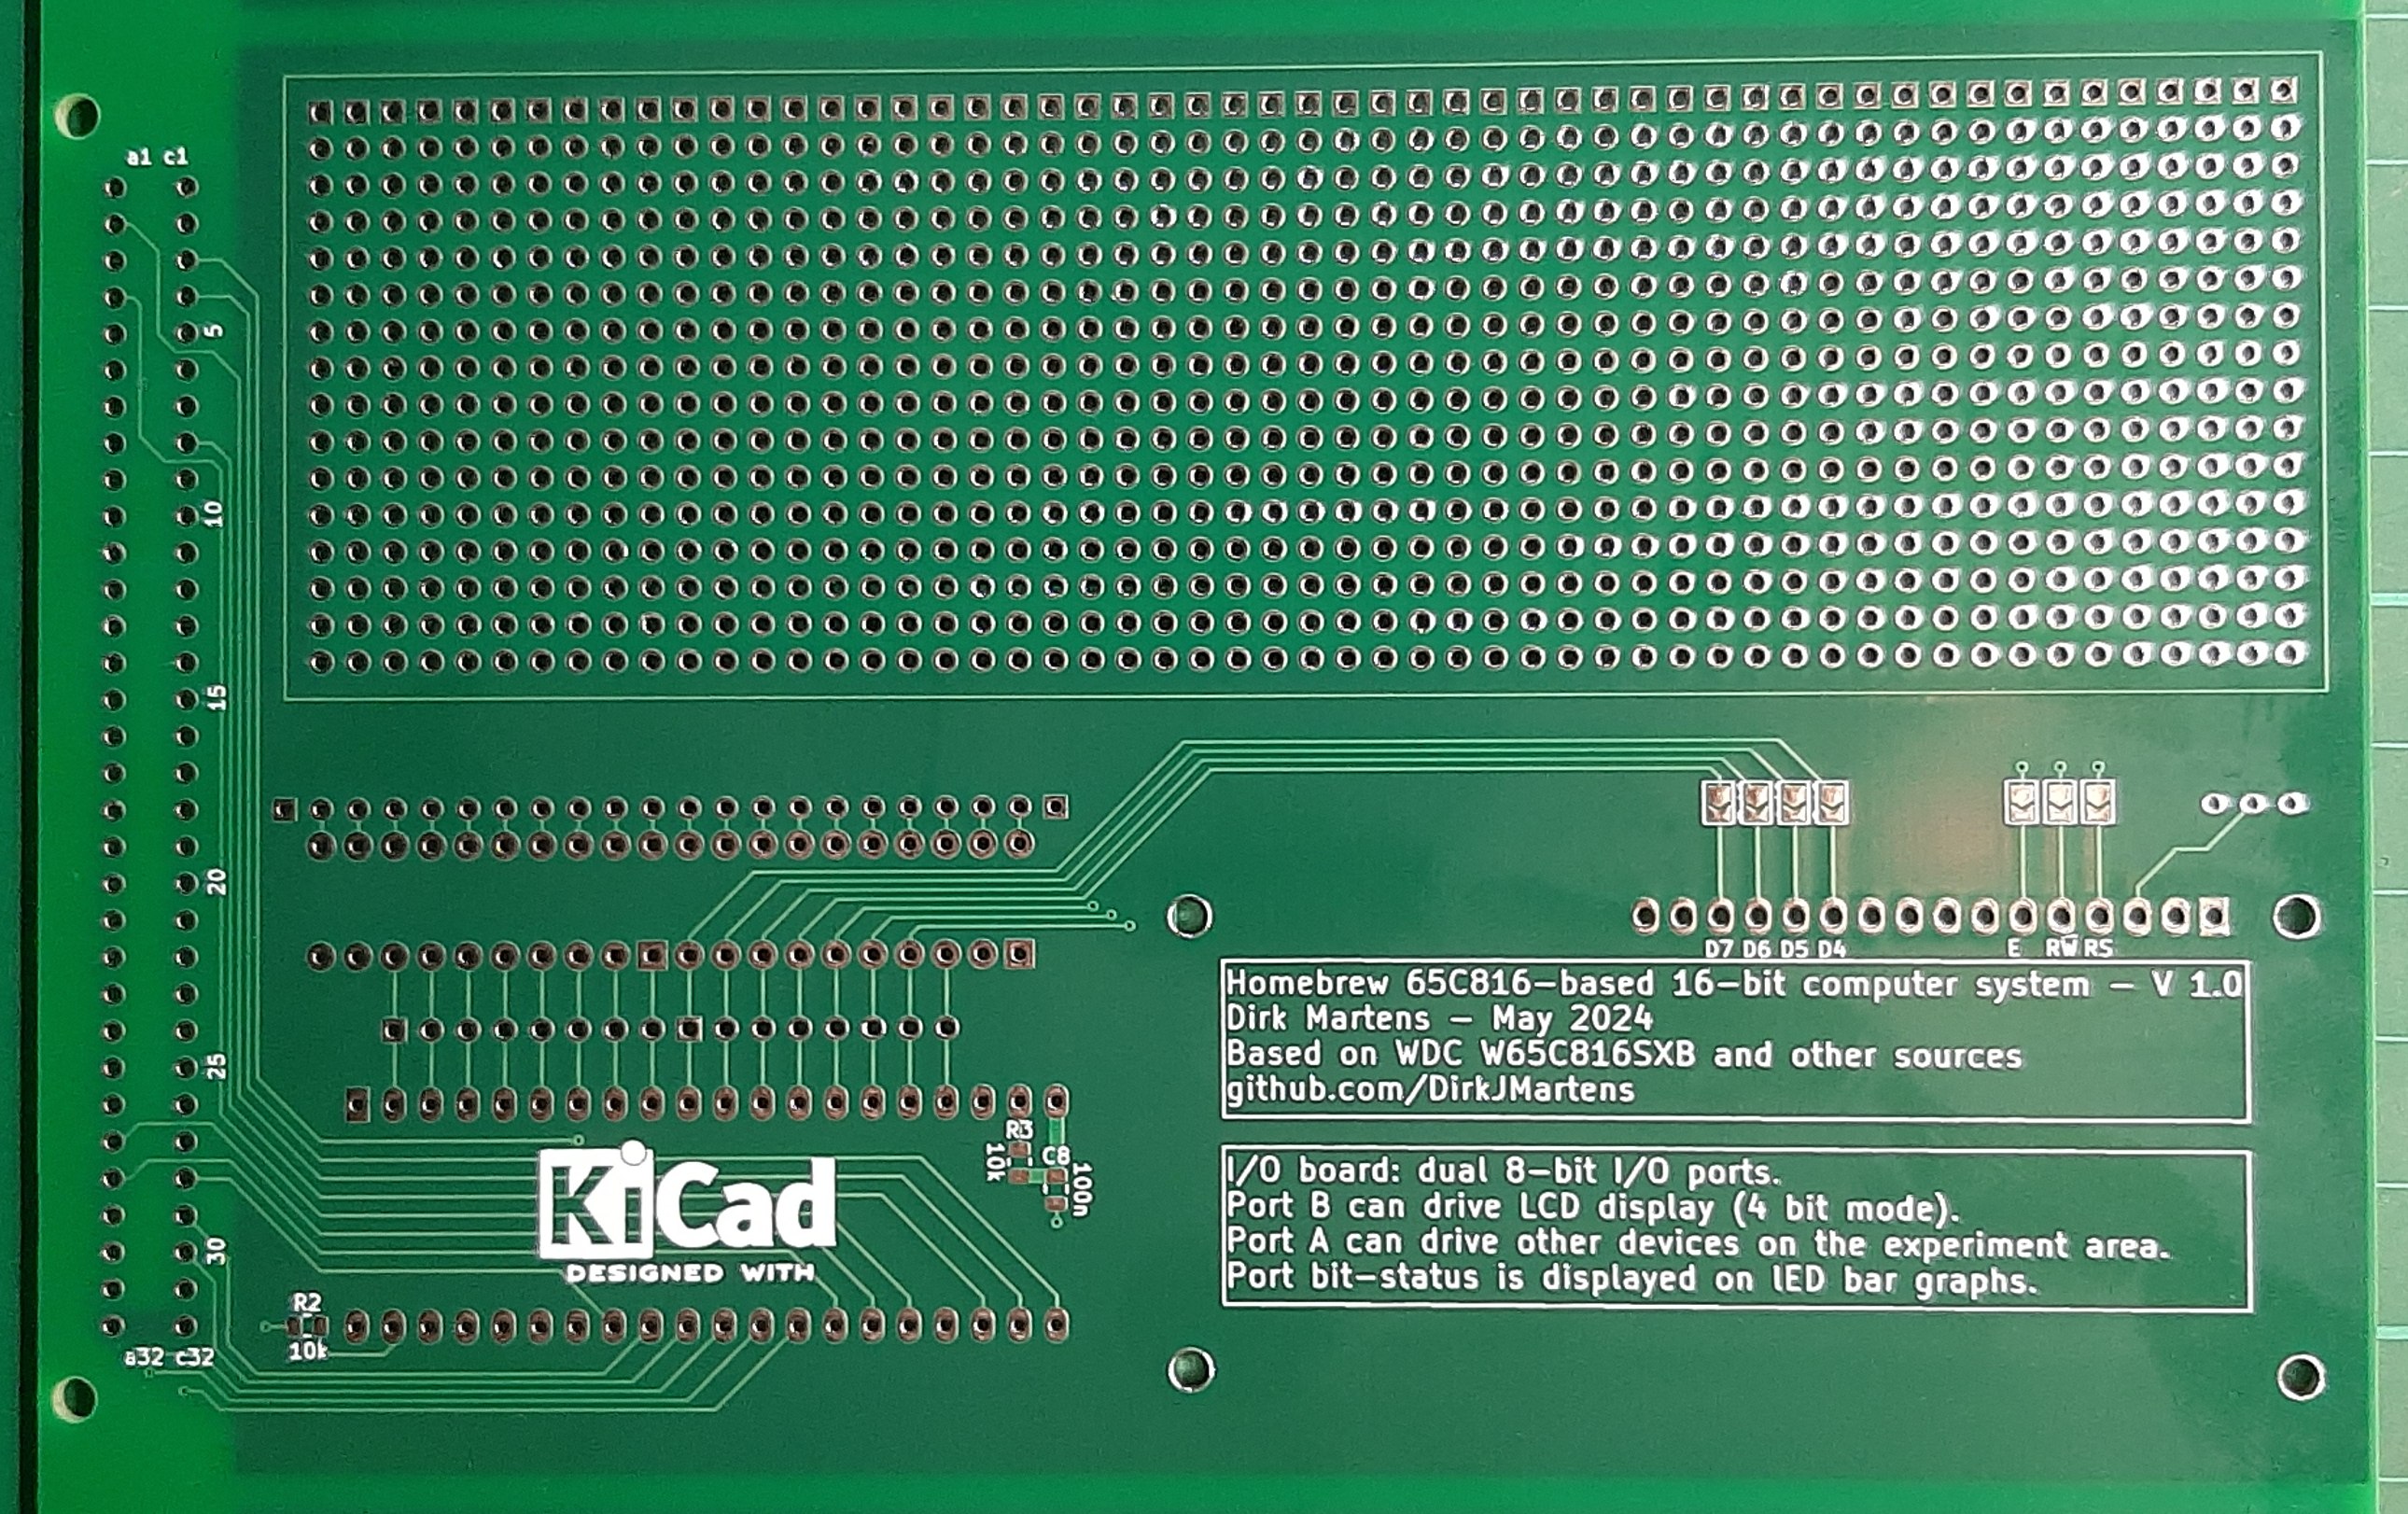 a1 c1
5
10
15
20
25
30
a32 c32
D7 D6 D5 D4 E RW RS
Homebrew 65C816-based 16-bit computer system - V 1.0
Dirk Martens - May 2024
Based on WDC W65C816SXB and other sources
github.com/DirkJMartens
R3
10k
C8
100n
KiCad
DESIGNED WITH
I/O board: dual 8-bit I/O ports.
Port B can drive LCD display (4 bit mode).
Port A can drive other devices on the experiment area.
Port bit-status is displayed on lED bar graphs.
R2
10k